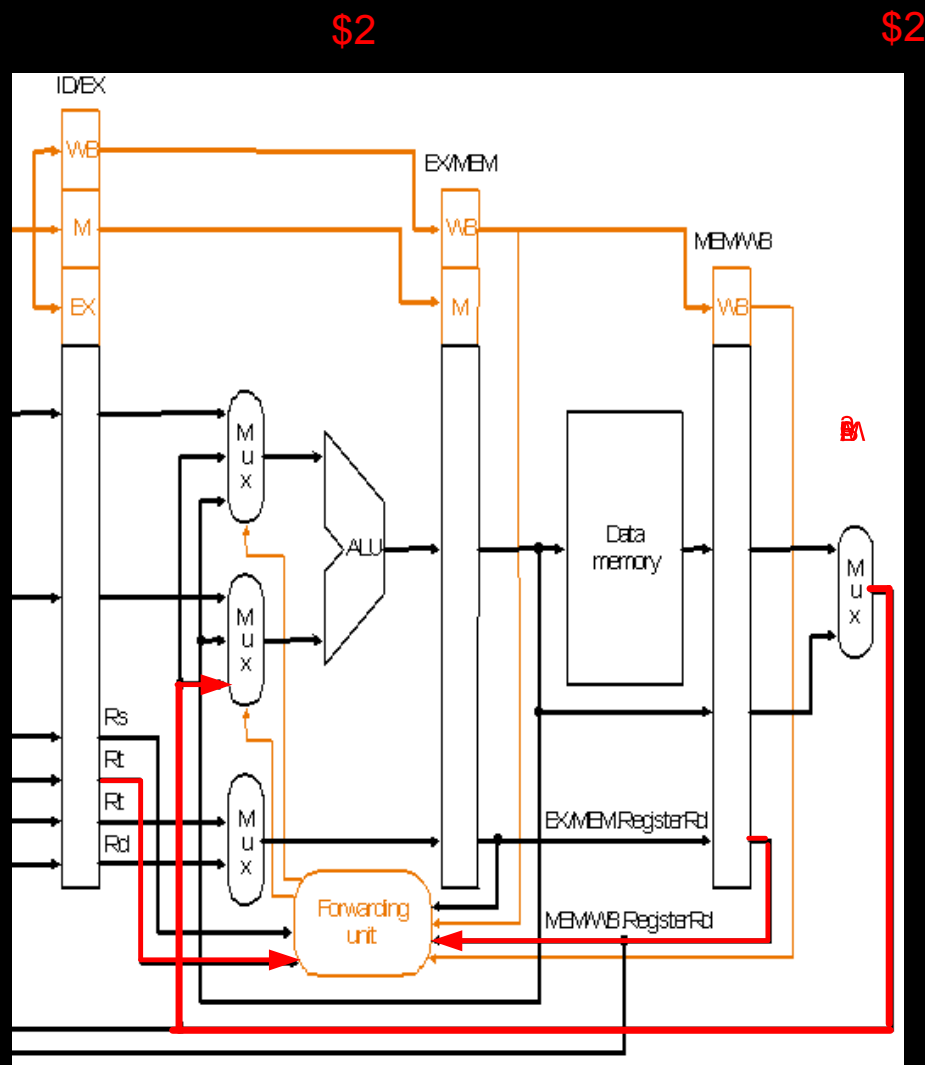 $2 $2
ID/EX
WB
EX/MEM
M
WB
MEM/WB
EX
M
WB
M
u
x
ALU
Data
memory
M
u
x
M
u
x
Rs
Rt
Rt
Rd
M
u
x
EX/MEM.RegisterRd
Forwarding
unit
MEM/WB.RegisterRd